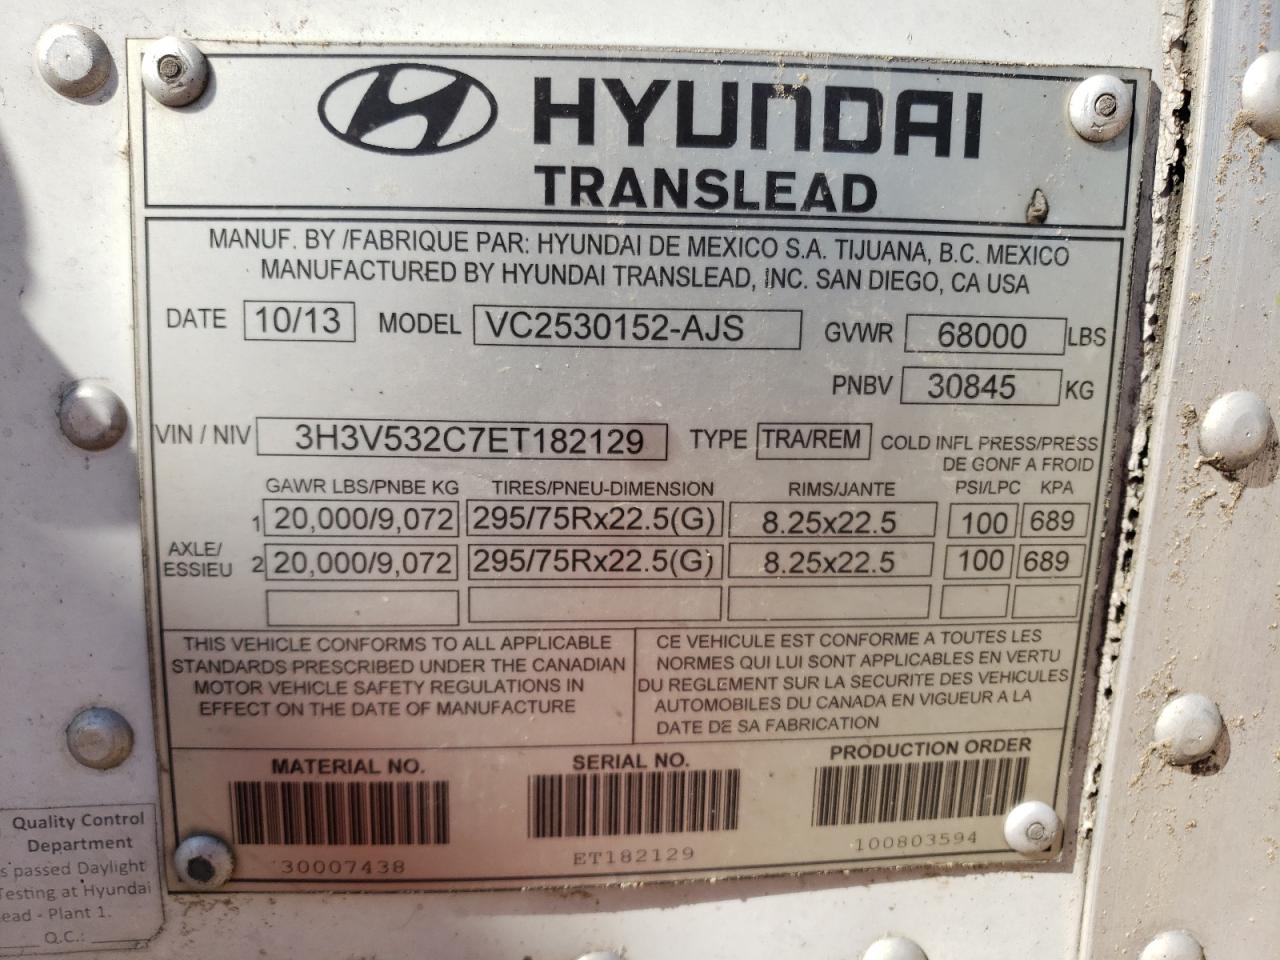 HYUNDAI
TRANSLEAD
MANUF. BY /FABRIQUE PAR: HYUNDAI DE MEXICO S.A. TIJUANA, B.C. MEXICO
MANUFACTURED BY HYUNDAI TRANSLEAD, INC. SAN DIEGO, CA USA
DATE 10/13 MODEL VC2530152-AJS GVWR 68000 LBS
PNBV 30845 KG
VIN / NIV 3H3V532C7ET182129 TYPE TRA/REM COLD INFL PRESS/PRESS
DE GONF A FROID
GAWR LBS/PNBE KG TIRES/PNEU-DIMENSION RIMS/JANTE PSI/LPC KPA
1 20,000/9,072 295/75Rx22.5(G) 8.25x22.5 100 689
AXLE/
ESSIEU 2 20,000/9,072 295/75Rx22.5(G) 8.25x22.5 100 689
THIS VEHICLE CONFORMS TO ALL APPLICABLE
STANDARDS PRESCRIBED UNDER THE CANADIAN
MOTOR VEHICLE SAFETY REGULATIONS IN
EFFECT ON THE DATE OF MANUFACTURE
CE VEHICULE EST CONFORME A TOUTES LES
NORMES QUI LUI SONT APPLICABLES EN VERTU
DU REGLEMENT SUR LA SECURITE DES VEHICULES
AUTOMOBILES DU CANADA EN VIGUEUR A LA
DATE DE SA FABRICATION
MATERIAL NO. SERIAL NO. PRODUCTION ORDER
30007438 ET182129 100803594
Quality Control
Department
s passed Daylight
Testing at Hyundai
ead - Plant 1.
Q.C.: